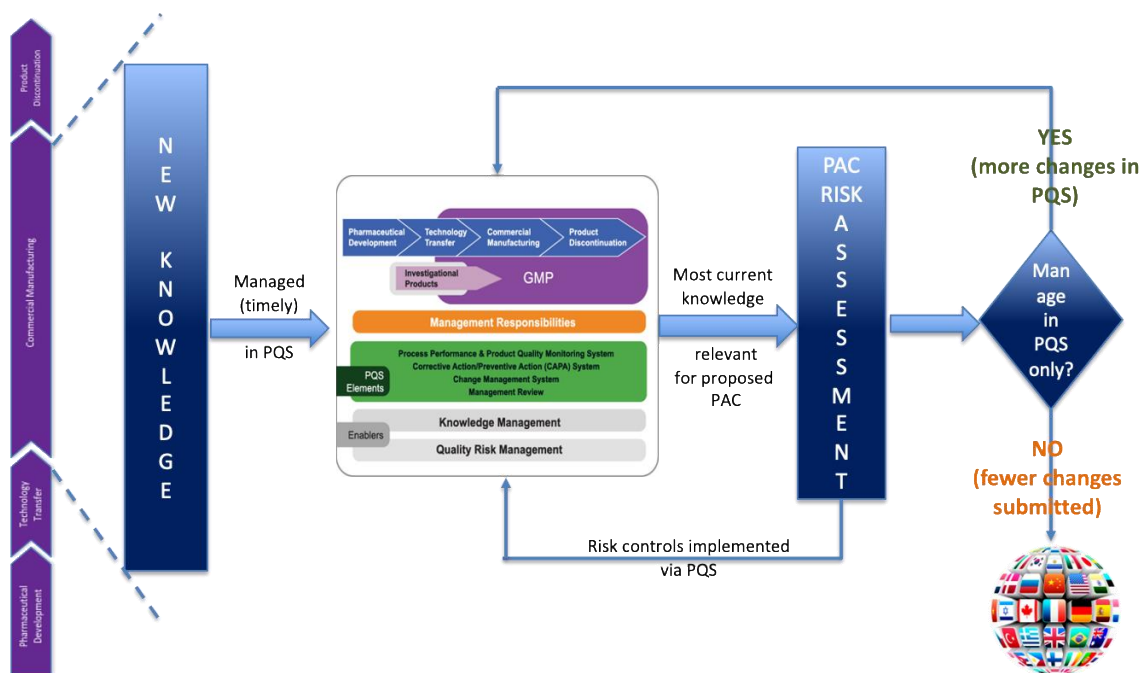 Product
Discontinuation
Commercial Manufacturing
Technology
Transfer
Pharmaceutical
Development
NEW KNOWLEDGE
Managed
(timely)
in PQS
Pharmaceutical
Development
Technology
Transfer
Commercial
Manufacturing
Product
Discontinuation
Investigational
Products
GMP
Management Responsibilities
PQS
Elements
Process Performance & Product Quality Monitoring System
Corrective Action/Preventive Action (CAPA) System
Change Management System
Management Review
Enablers
Knowledge Management
Quality Risk Management
Most current
knowledge
relevant
for proposed
PAC
PAC
RISK
ASSESSMENT
Risk controls implemented
via PQS
YES
(more changes in
PQS)
Man
age
in
PQS
only?
NO
(fewer changes
submitted)